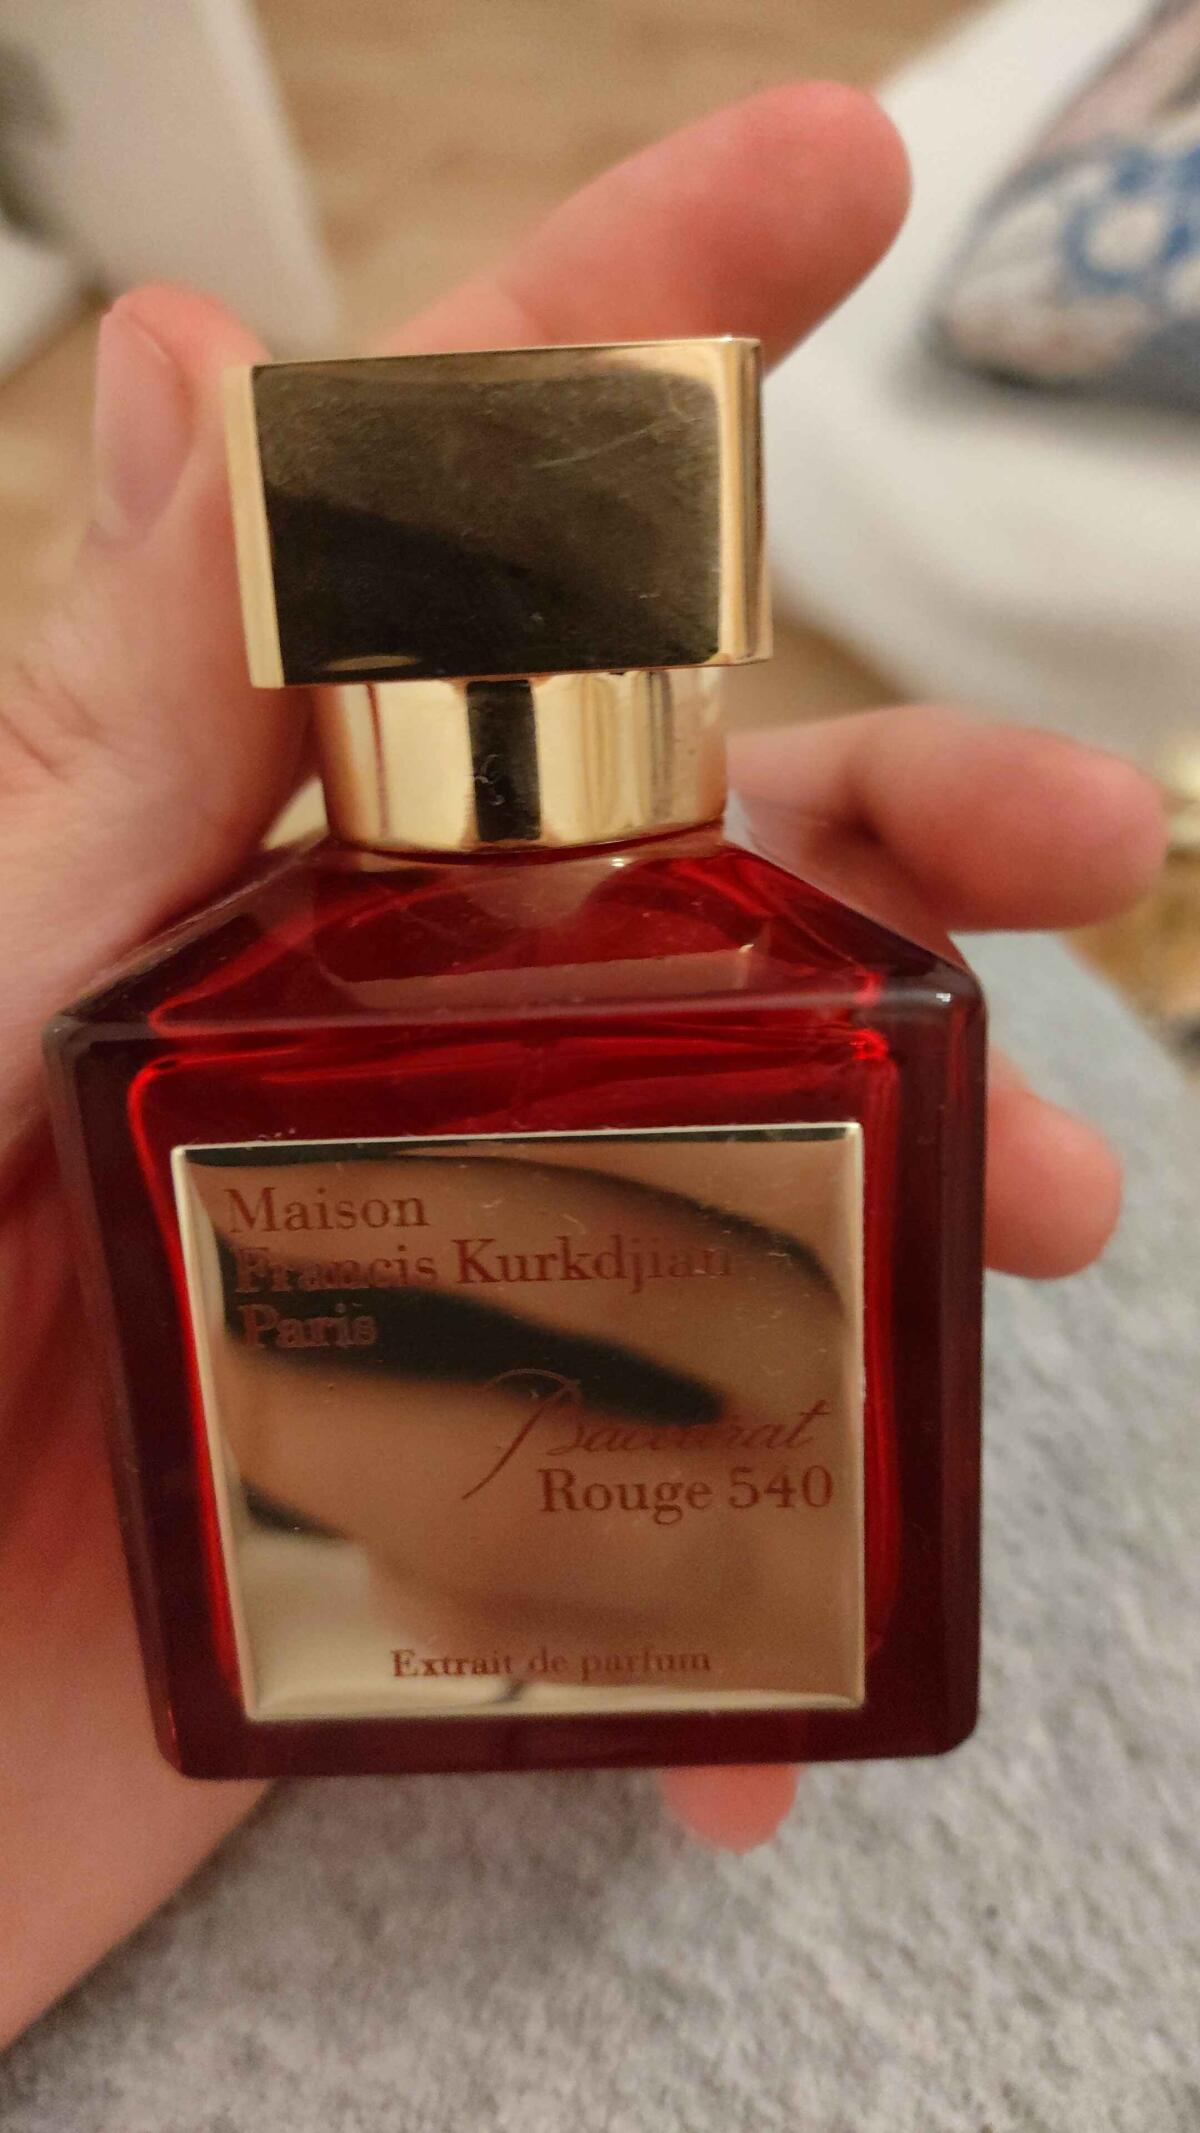 Maison
Francis Kurkdjian
Paris
Baccarat
Rouge 540
Extrait de parfum